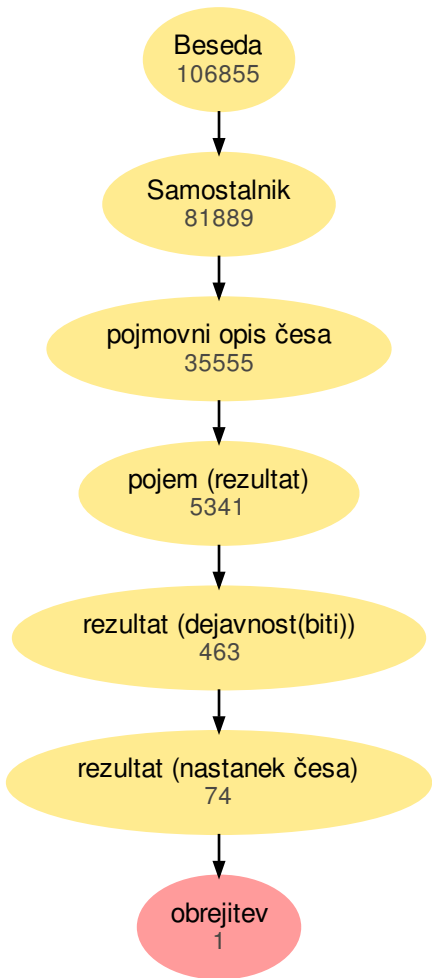 Beseda
106855
Samostalnik
81889
pojmovni opis česa
35555
pojem (rezultat)
5341
rezultat (dejavnost(biti))
463
rezultat (nastanek česa)
74
obrejitev
1